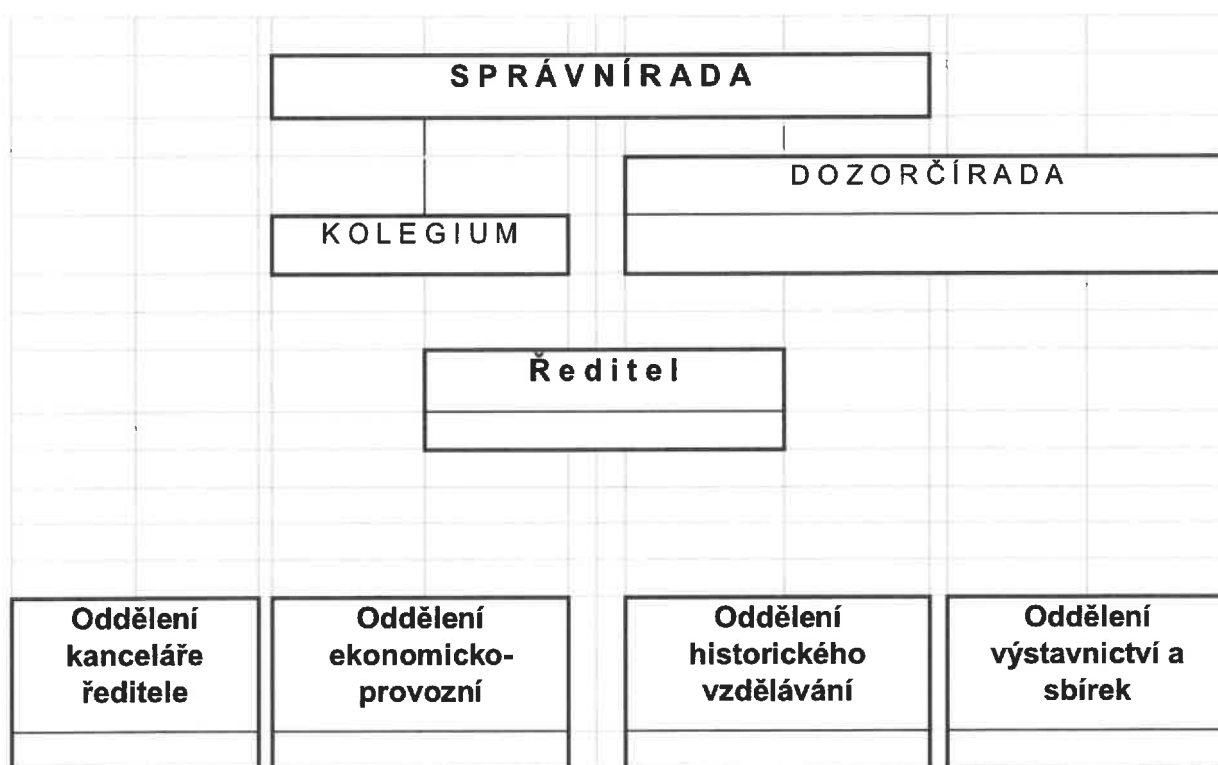 SPRÁVNÍRADA
DOZORČÍRADA
KOLEGIUM
Ředitel
Oddělení
kanceláře
ředitele
Oddělení
ekonomicko-
provozní
Oddělení
historického
vzdělávání
Oddělení
výstavnictví a
sbírek